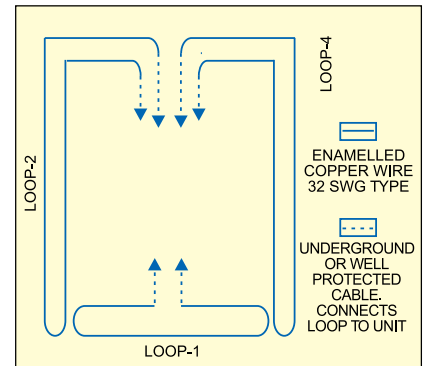 LOOP-4
LOOP-2
ENAMELLED
COPPER WIRE
32 SWG TYPE
UNDERGROUND
OR WELL
PROTECTED
CABLE.
CONNECTS
LOOP TO UNIT
LOOP-1